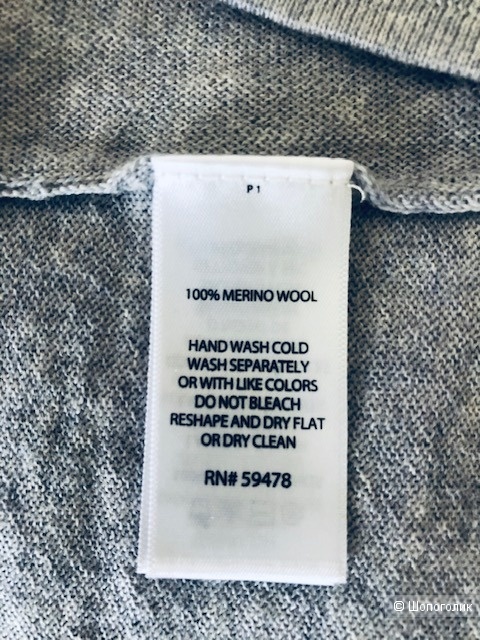 P 1
100% MERINO WOOL
HAND WASH COLD
WASH SEPARATELY
OR WITH LIKE COLORS
DO NOT BLEACH
RESHAPE AND DRY FLAT
OR DRY CLEAN
RN# 59478
© Шопоголик